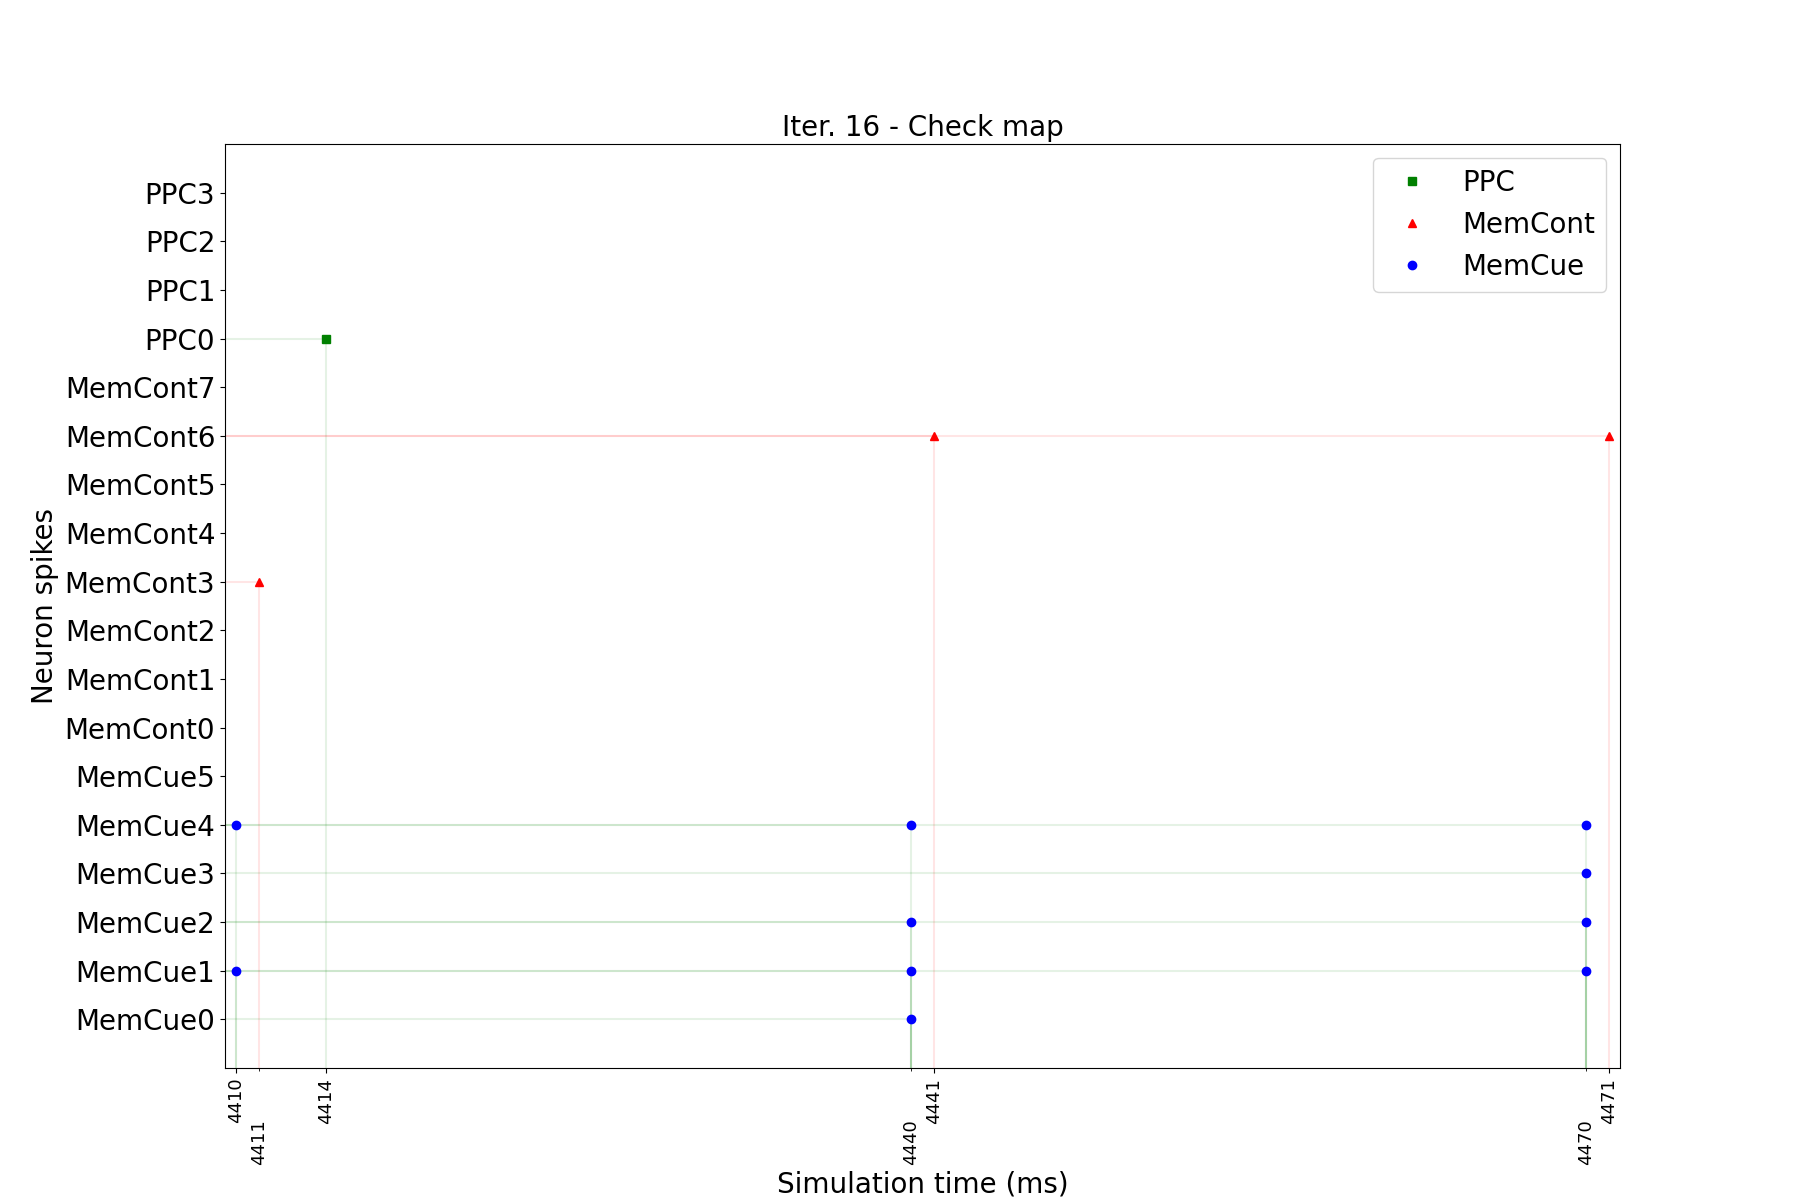 Iter. 16 - Check map
PPC
MemCont
MemCue
PPC3
PPC2
PPC1
PPC0
MemCont7
MemCont6
MemCont5
MemCont4
MemCont3
MemCont2
MemCont1
MemCont0
MemCue5
MemCue4
MemCue3
MemCue2
MemCue1
MemCue0
Neuron spikes
4410
4411
4414
4440
4441
4470
4471
Simulation time (ms)